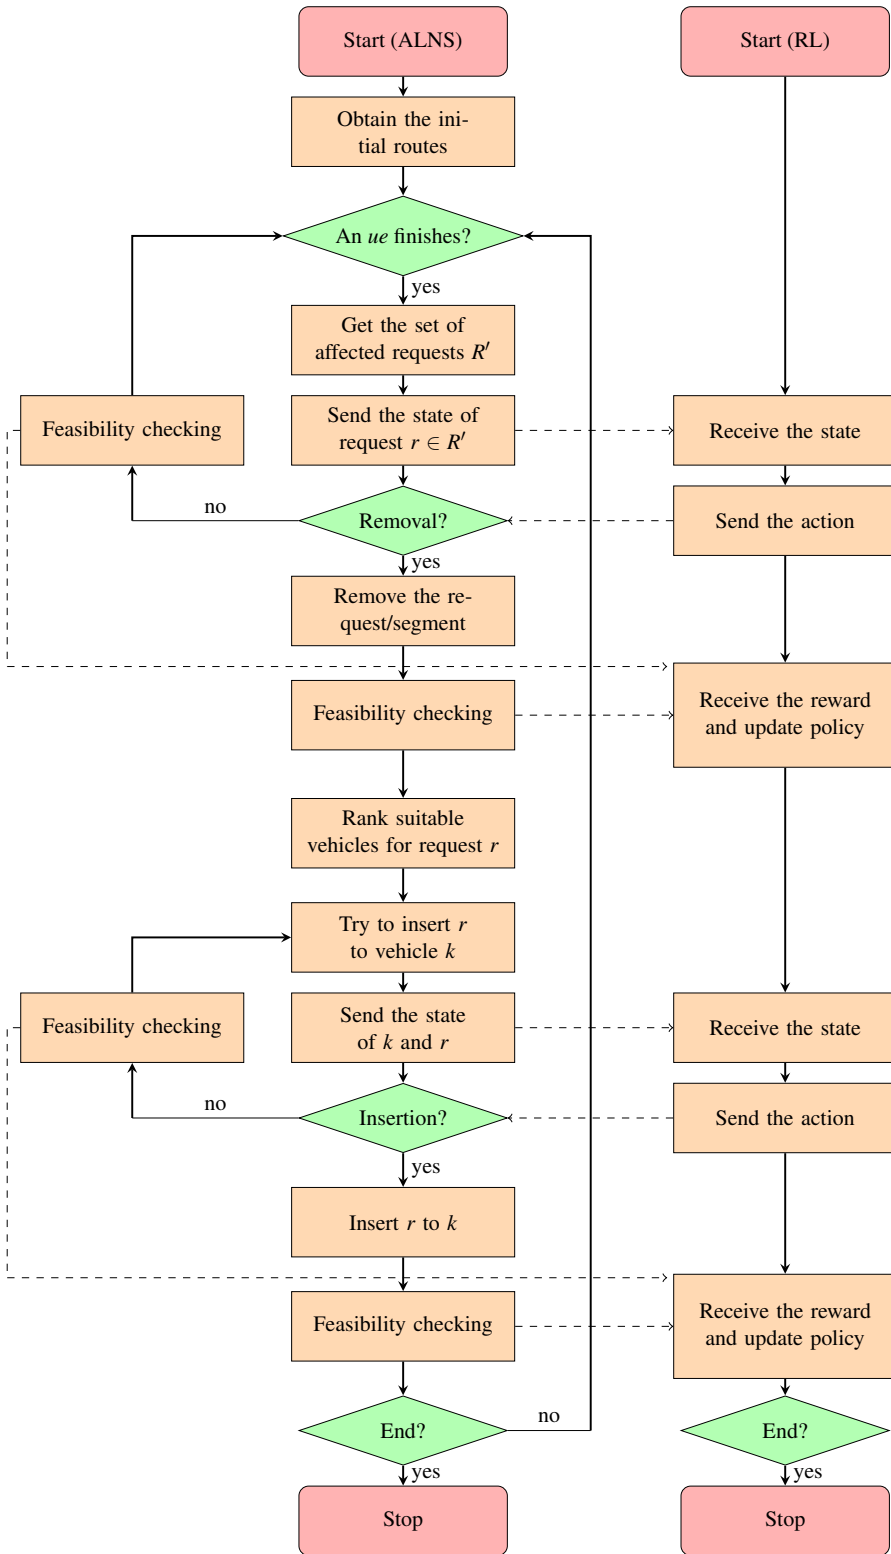 Start (ALNS)
Start (RL)
Obtain the ini-
tial routes
An ue finishes?
yes
Get the set of
affected requests R′
Feasibility checking
Send the state of
request r ∈ R′
Receive the state
no
Removal?
Send the action
yes
Remove the re-
quest/segment
Feasibility checking
Receive the reward
and update policy
Rank suitable
vehicles for request r
Try to insert r
to vehicle k
Feasibility checking
Send the state
of k and r
Receive the state
no
Insertion?
Send the action
yes
Insert r to k
Feasibility checking
Receive the reward
and update policy
End?
no
End?
yes
yes
Stop
Stop